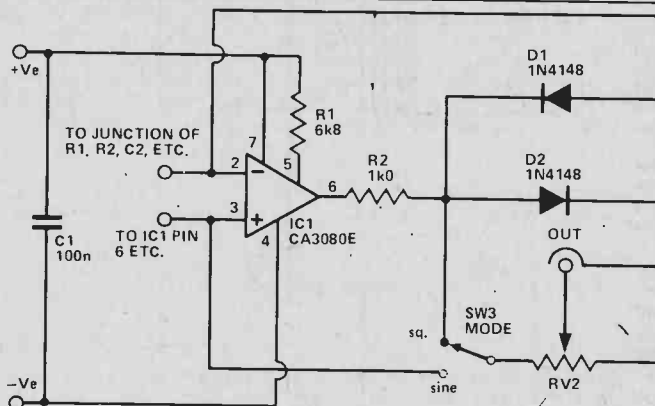 +Ve
TO JUNCTION OF
R1, R2, C2, ETC.
7
2
R1
6k8
5
D1
1N4148
R2
1k0
6
D2
1N4148
3
4
IC1
CA3080E
TO IC1 PIN
6 ETC.
C1
100n
OUT
SW3
MODE
sq.
sine
RV2
−Ve